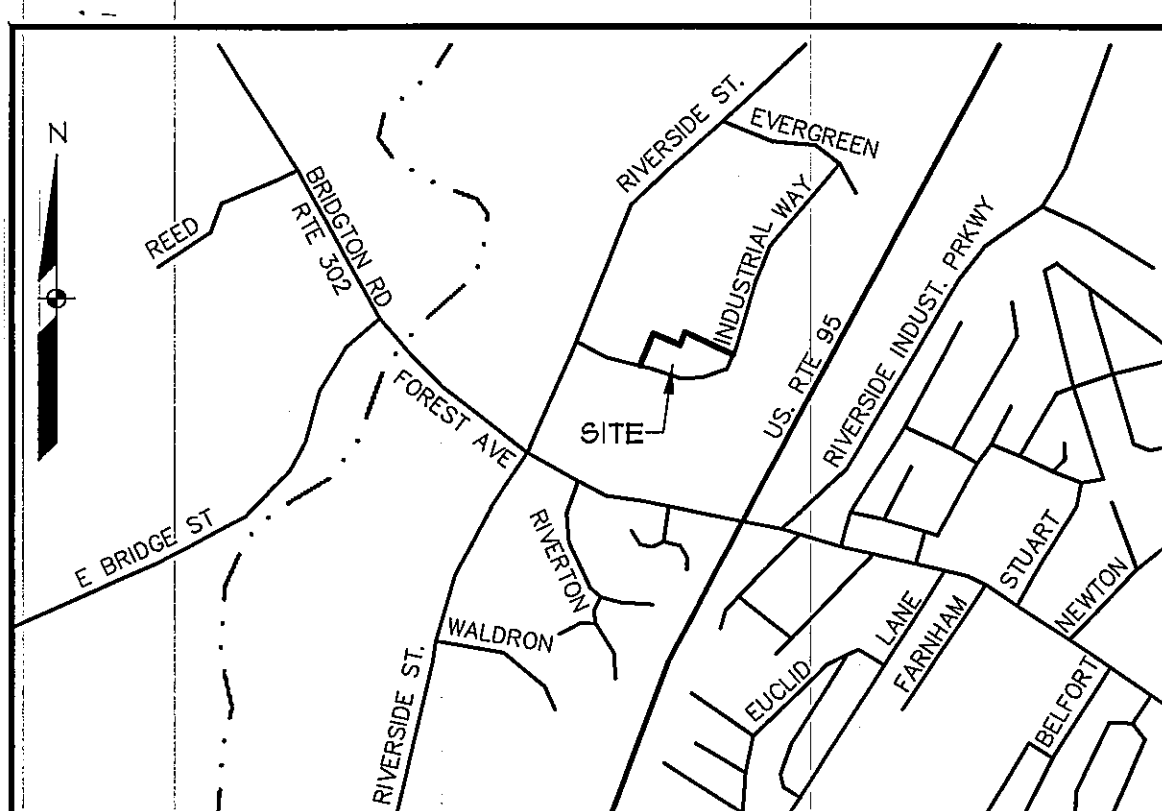 N
RIVERSIDE ST.
EVERGREEN
REED
BRIDGTON RD
RTE 302
INDUSTRIAL WAY
RIVERSIDE INDUST. PRKWY
US. RTE 95
FOREST AVE
SITE
E BRIDGE ST
RIVERTON
WALDRON
RIVERSIDE ST.
STUART
NEWTON
LANE
FARNHAM
EUCLID
BELFORT